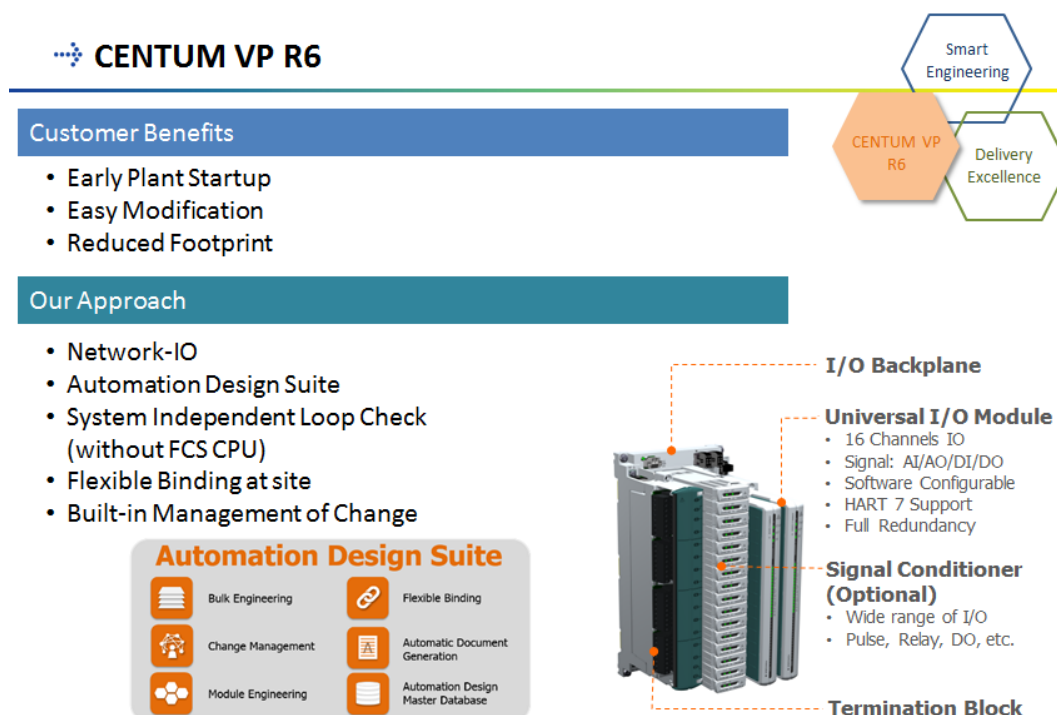 CENTUM VP R6
Smart
Engineering
CENTUM VP
R6
Delivery
Excellence
Customer Benefits
• Early Plant Startup
• Easy Modification
• Reduced Footprint
Our Approach
• Network-IO
• Automation Design Suite
• System Independent Loop Check
(without FCS CPU)
• Flexible Binding at site
• Built-in Management of Change
Automation Design Suite
Bulk Engineering
Flexible Binding
Change Management
Automatic Document
Generation
Module Engineering
Automation Design
Master Database
I/O Backplane
Universal I/O Module
• 16 Channels IO
• Signal: AI/AO/DI/DO
• Software Configurable
• HART 7 Support
• Full Redundancy
Signal Conditioner
(Optional)
• Wide range of I/O
• Pulse, Relay, DO, etc.
Termination Block